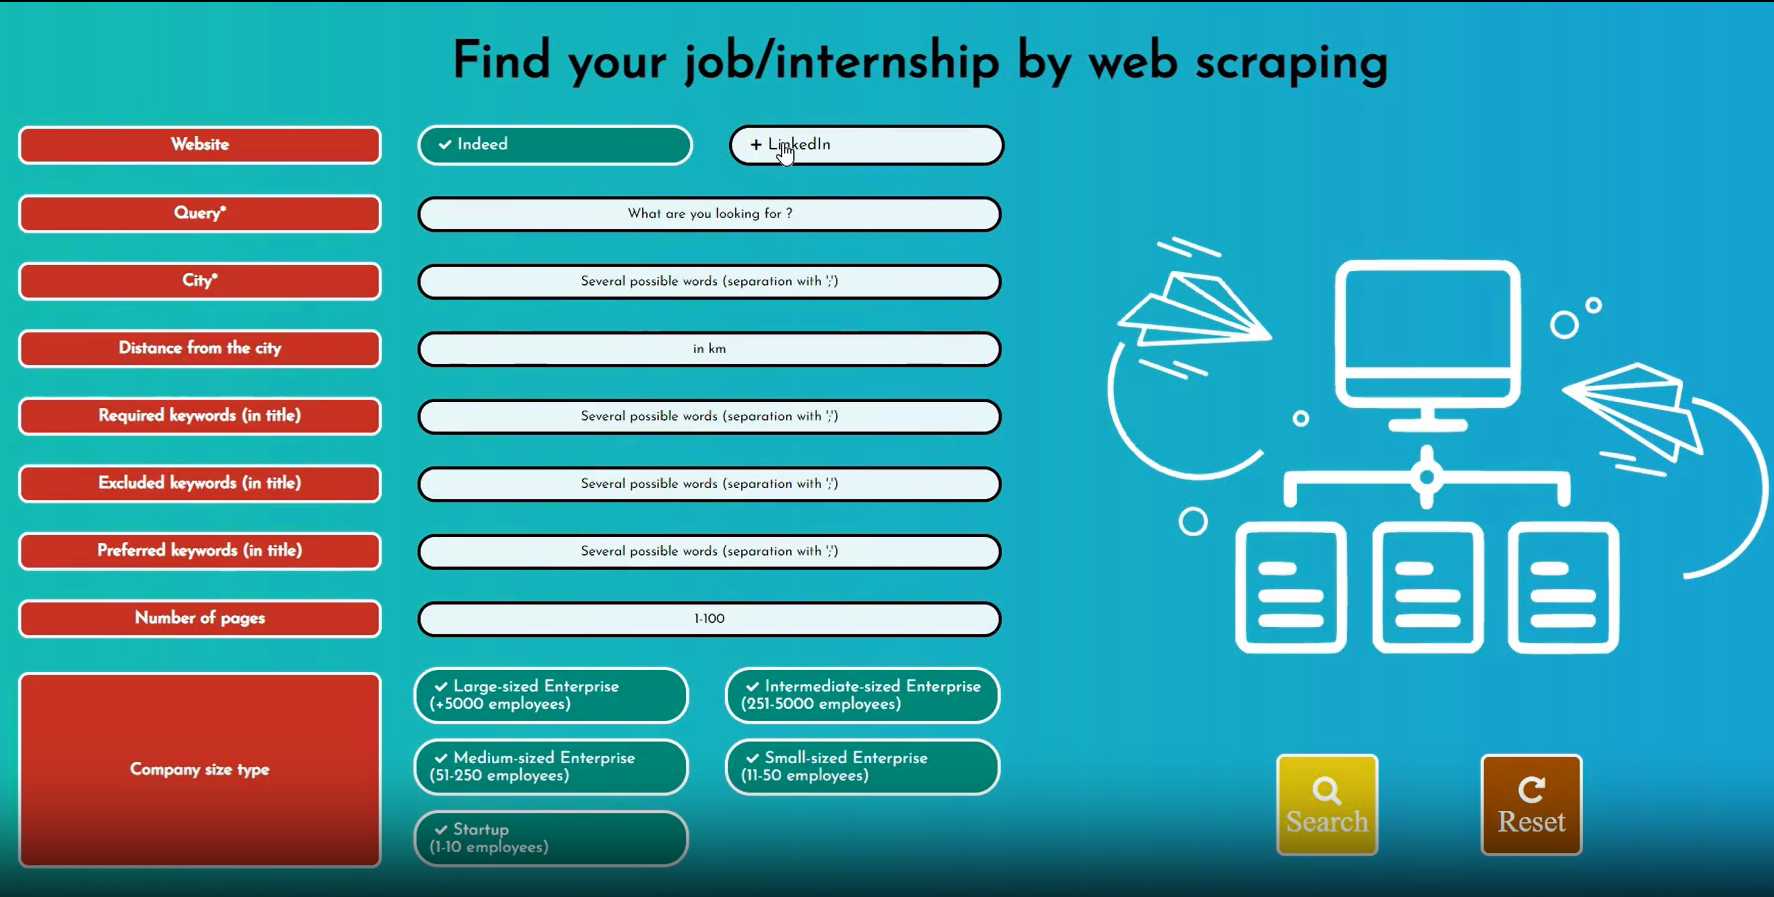 Find your job/internship by web scraping
Website
Indeed
LinkedIn
Query*
What are you looking for ?
City*
Several possible words (separation with ';')
Distance from the city
in km
Required keywords (in title)
Several possible words (separation with ';')
Excluded keywords (in title)
Several possible words (separation with ';')
Preferred keywords (in title)
Several possible words (separation with ';')
Number of pages
1-100
Company size type
Large-sized Enterprise
(+5000 employees)
Intermediate-sized Enterprise
(251-5000 employees)
Medium-sized Enterprise
(51-250 employees)
Small-sized Enterprise
(11-50 employees)
Startup
(1-10 employees)
Search
Reset